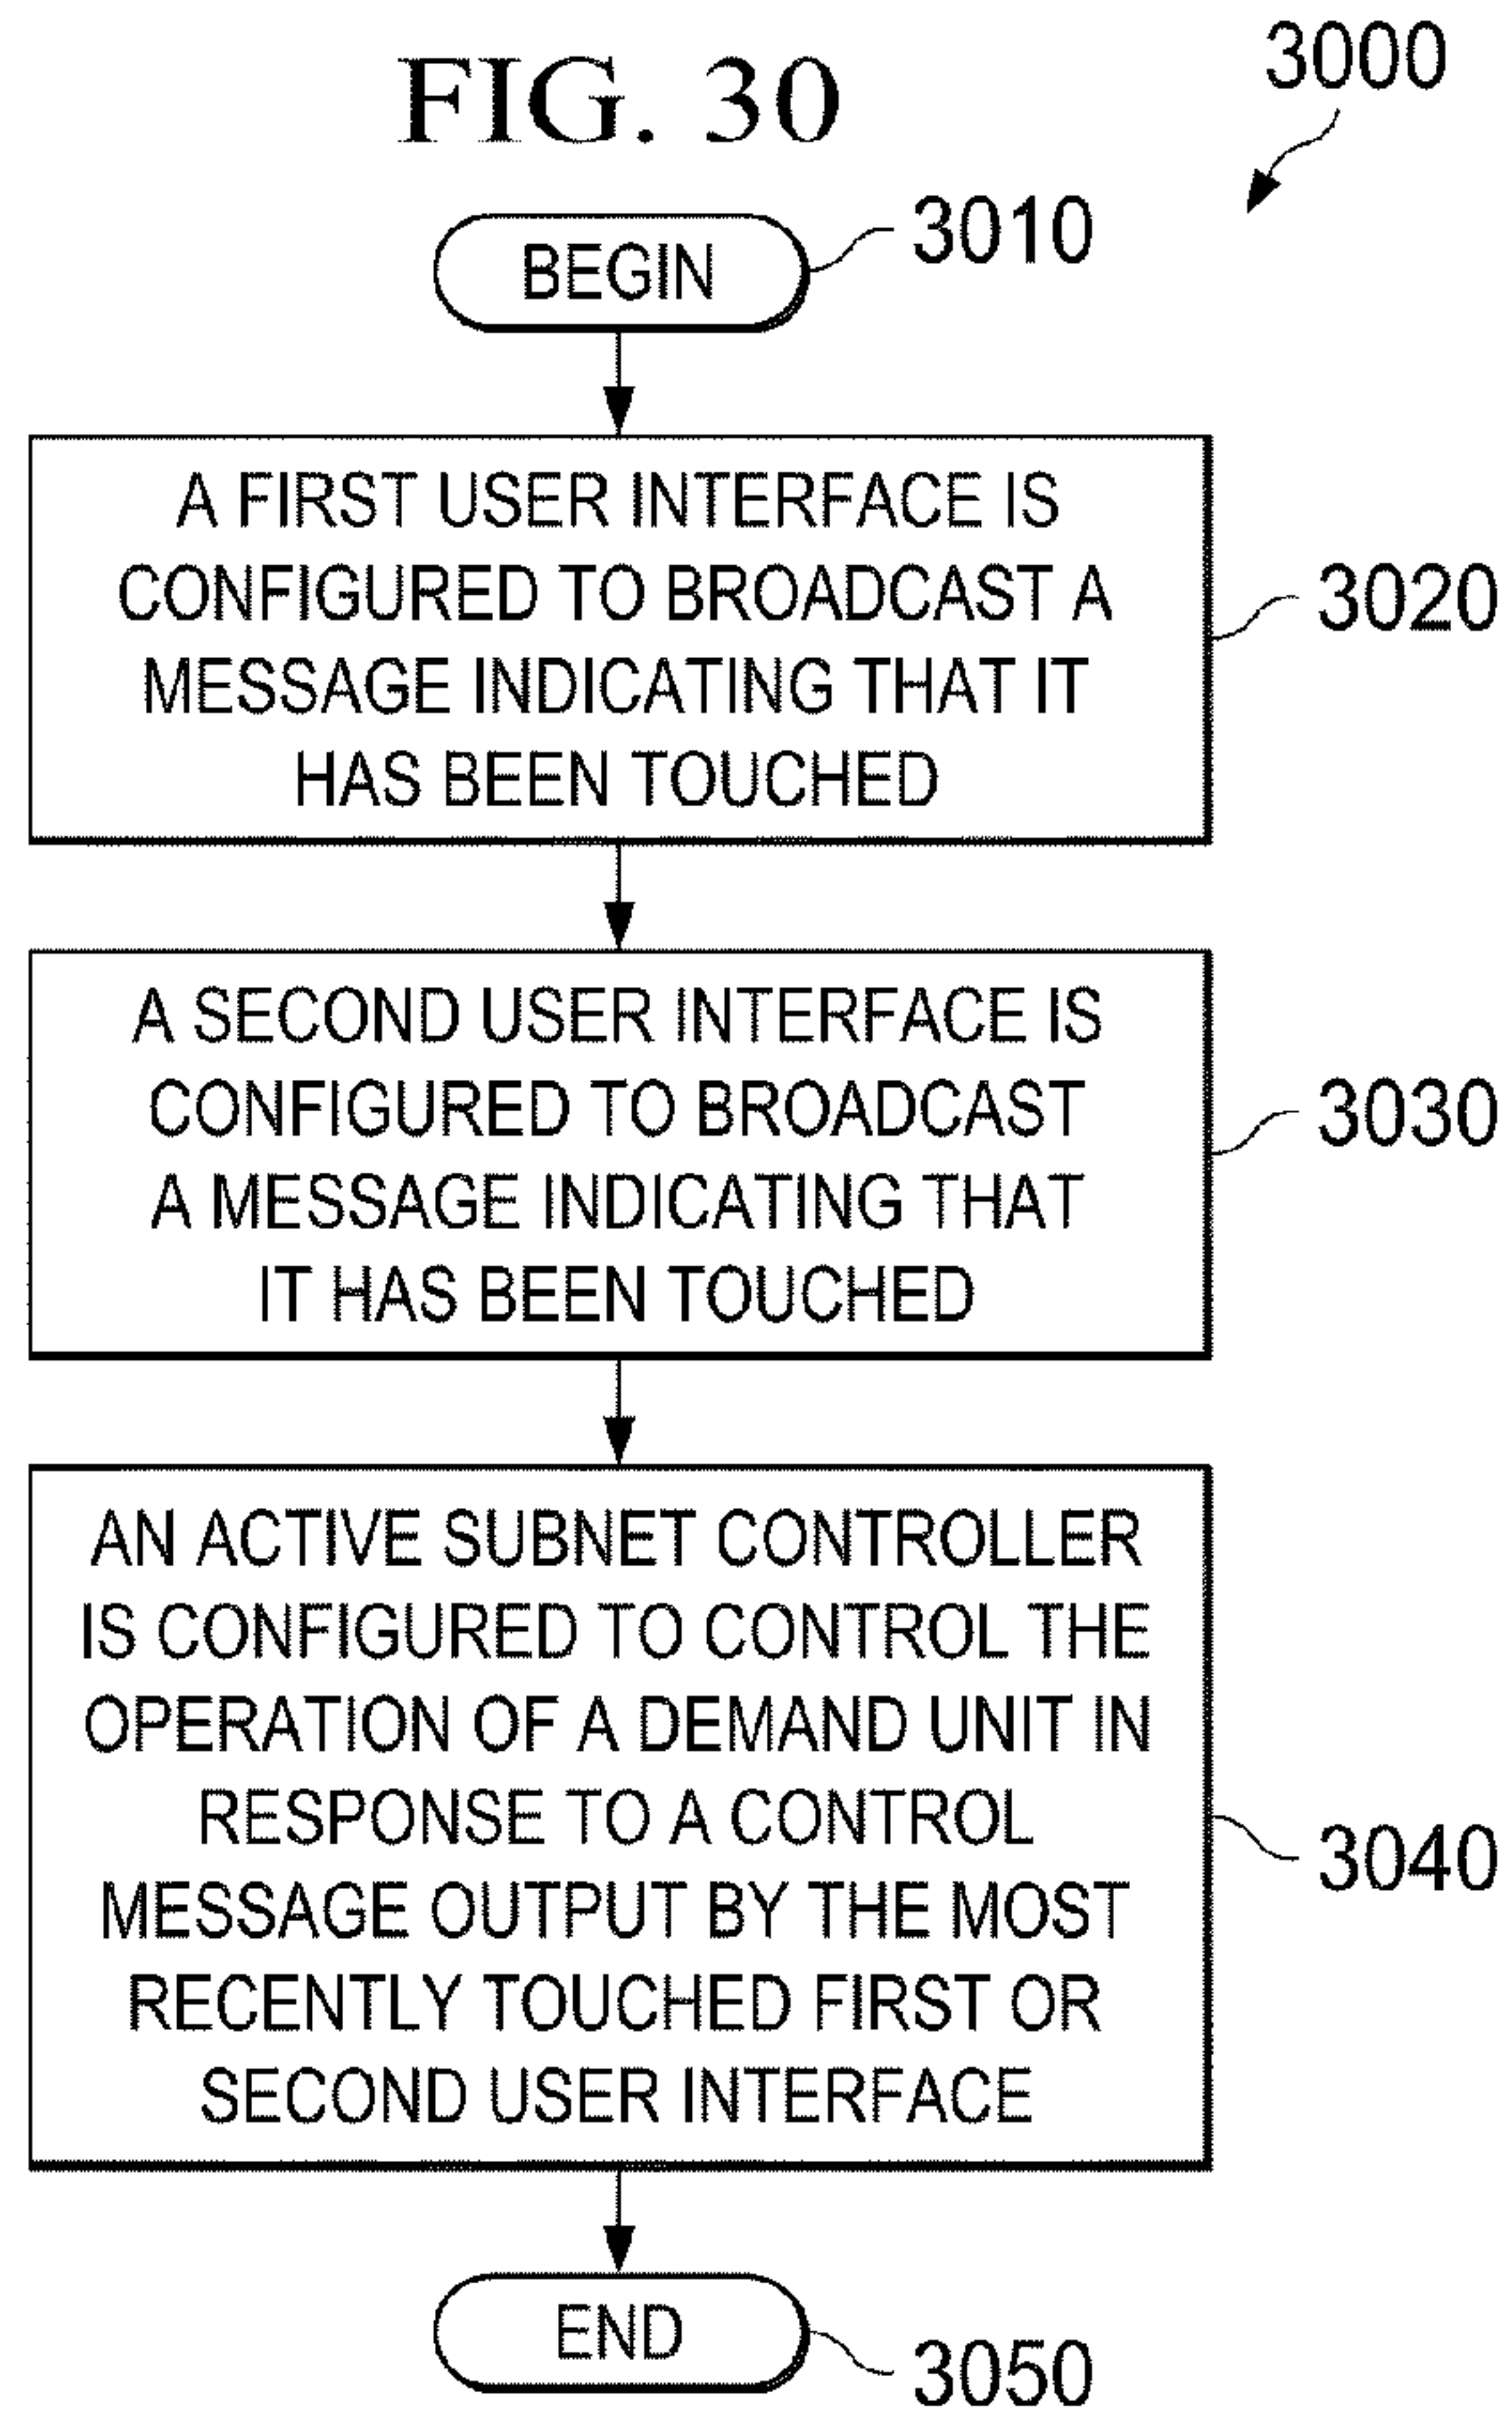 FIG. 30
3000
BEGIN
3010
A FIRST USER INTERFACE IS
CONFIGURED TO BROADCAST A
MESSAGE INDICATING THAT IT
HAS BEEN TOUCHED
3020
A SECOND USER INTERFACE IS
CONFIGURED TO BROADCAST
A MESSAGE INDICATING THAT
IT HAS BEEN TOUCHED
3030
AN ACTIVE SUBNET CONTROLLER
IS CONFIGURED TO CONTROL THE
OPERATION OF A DEMAND UNIT IN
RESPONSE TO A CONTROL
MESSAGE OUTPUT BY THE MOST
RECENTLY TOUCHED FIRST OR
SECOND USER INTERFACE
3040
END
3050